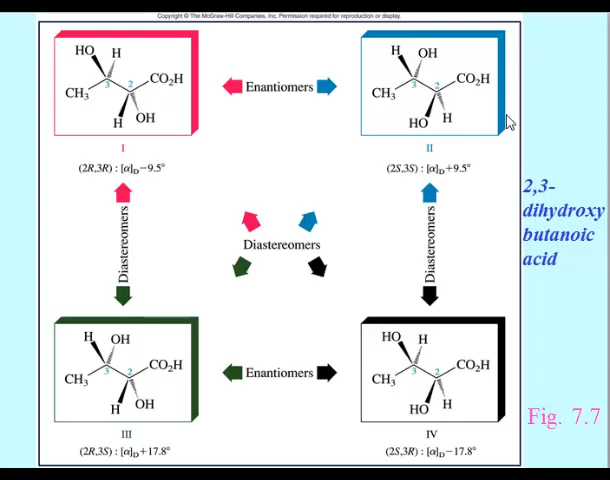 Copyright © The McGraw-Hill Companies, Inc. Permission required for reproduction or display.
HO H
CO₂H
CH₃ 3 2
H OH
Enantiomers
H OH
CO₂H
CH₃ 3 2
HO H
I
(2R,3R) : [α]D−9.5°
II
(2S,3S) : [α]D+9.5°
2,3-
dihydroxy
butanoic
acid
Diastereomers
Diastereomers
Diastereomers
H OH
CO₂H
CH₃ 3 2
H OH
Enantiomers
HO H
CO₂H
CH₃ 3 2
HO H
III
(2R,3S) : [α]D+17.8°
IV
(2S,3R) : [α]D−17.8°
Fig. 7.7